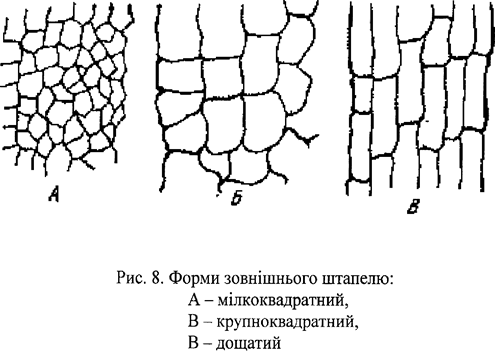 А Б В
Рис. 8. Форми зовнішнього штапелю:
А – мілкоквадратний,
В – крупноквадратний,
В – дощатий